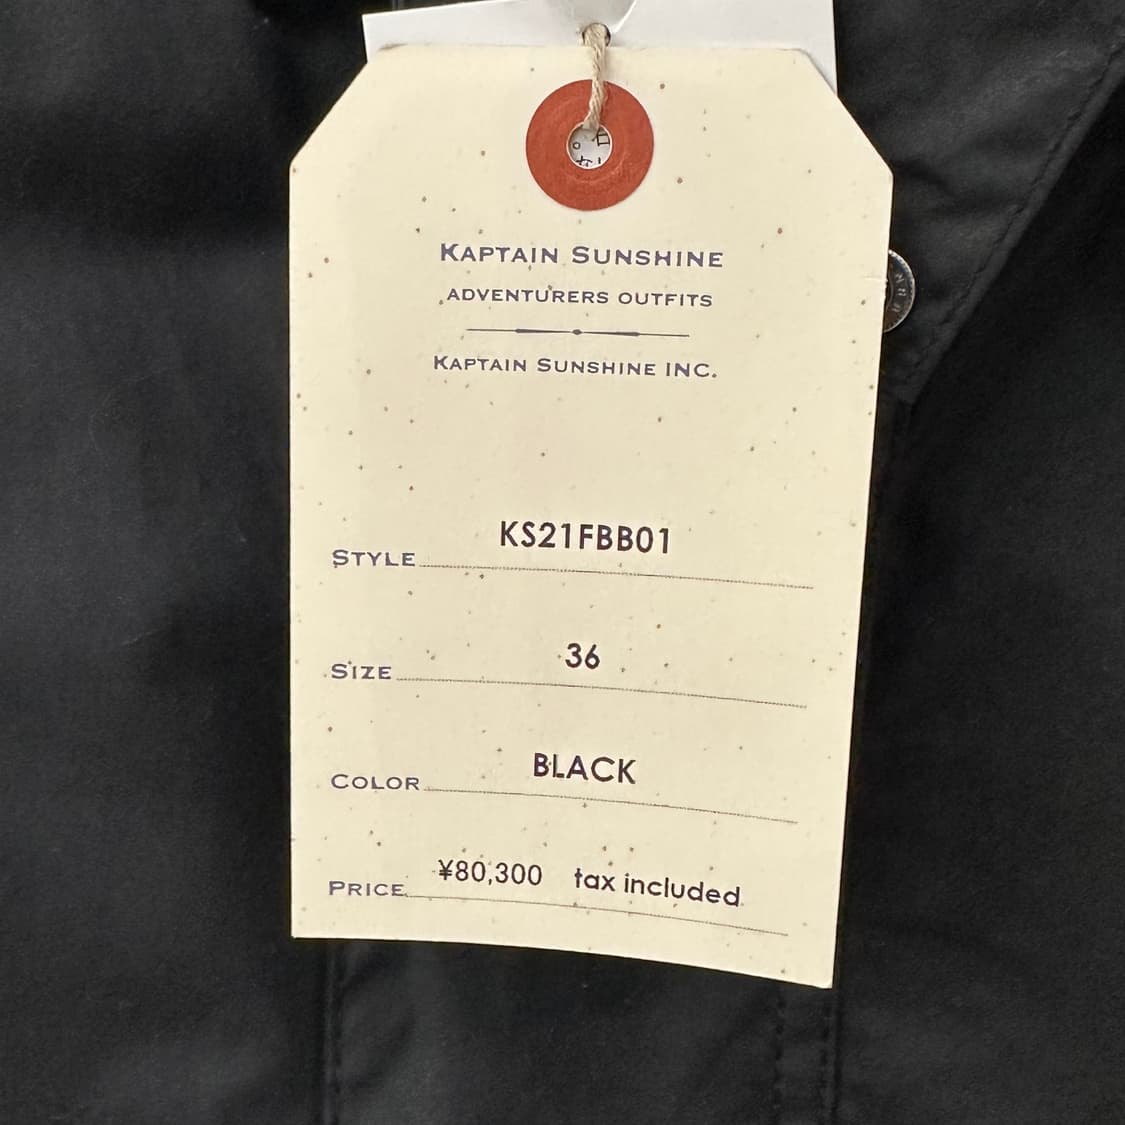 KAPTAIN SUNSHINE
ADVENTURERS OUTFITS
KAPTAIN SUNSHINE INC.
STYLE KS21FBB01
SIZE 36
COLOR BLACK
PRICE ¥80,300 tax included